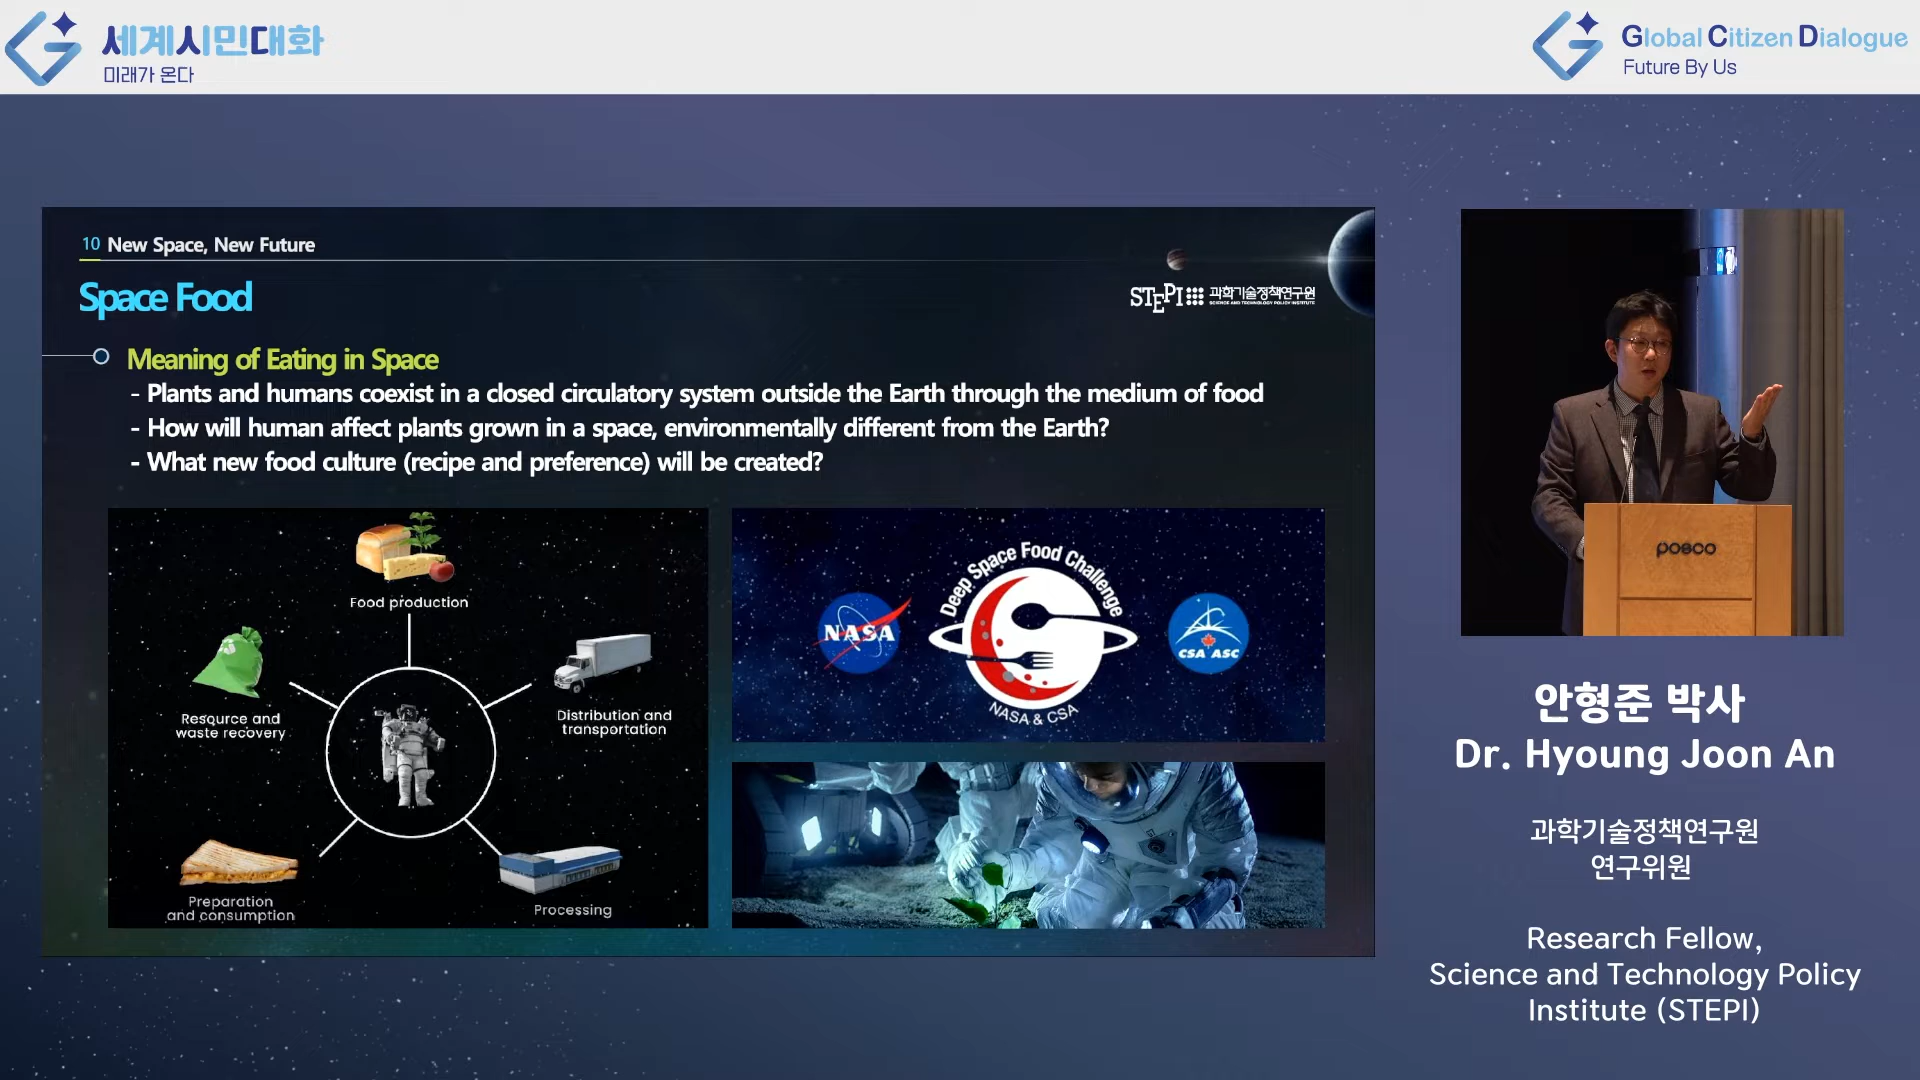 세계시민대화
미래가 온다
Global Citizen Dialogue
Future By Us
10 New Space, New Future
Space Food
STEPI 과학기술정책연구원
SCIENCE AND TECHNOLOGY POLICY INSTITUTE
Meaning of Eating in Space
- Plants and humans coexist in a closed circulatory system outside the Earth through the medium of food
- How will human affect plants grown in a space, environmentally different from the Earth?
- What new food culture (recipe and preference) will be created?
Food production
Resource and
waste recovery
Distribution and
transportation
Preparation
and consumption
Processing
Deep Space Food Challenge
NASA
CSA ASC
NASA & CSA
posco
안형준 박사
Dr. Hyoung Joon An
과학기술정책연구원
연구위원
Research Fellow,
Science and Technology Policy
Institute (STEPI)